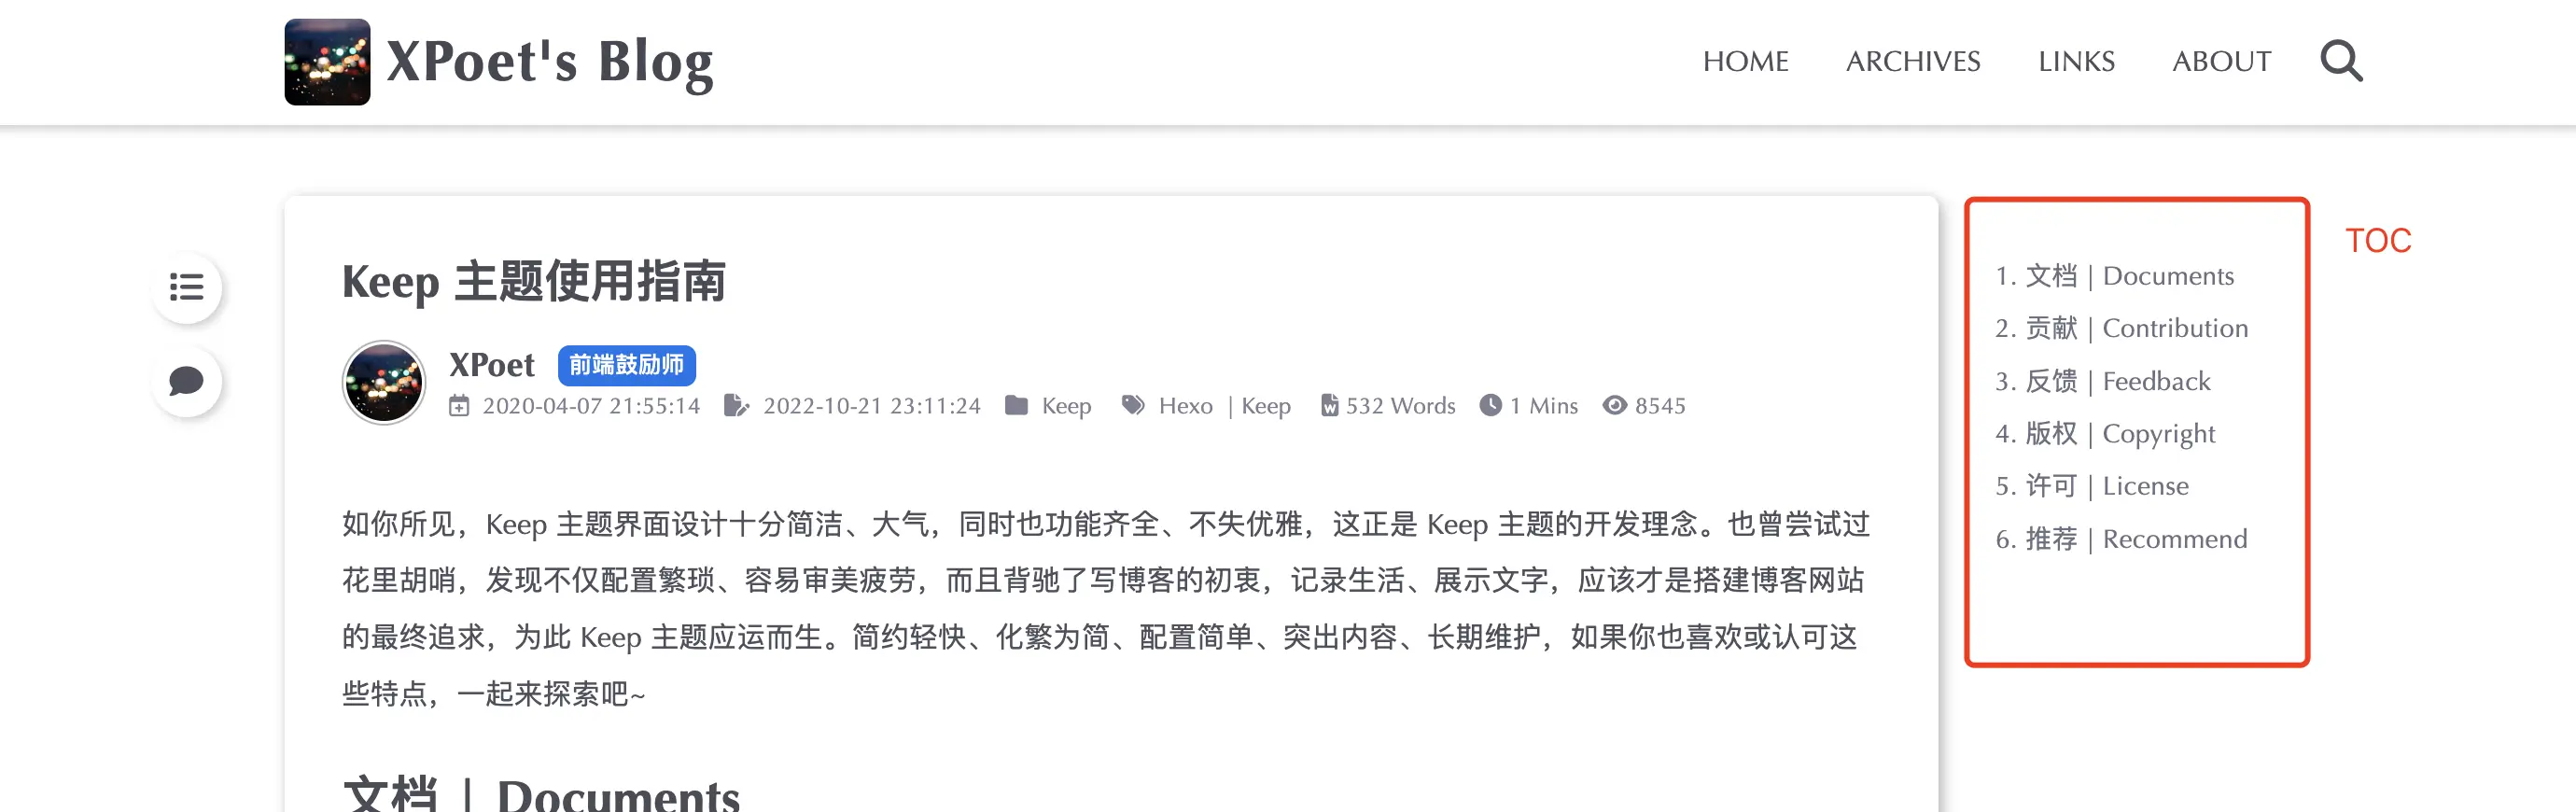 XPoet's Blog
HOME ARCHIVES LINKS ABOUT
Keep 主题使用指南
XPoet 前端鼓励师
2020-04-07 21:55:14 2022-10-21 23:11:24 Keep Hexo | Keep 532 Words 1 Mins 8545
如你所见，Keep 主题界面设计十分简洁、大气，同时也功能齐全、不失优雅，这正是 Keep 主题的开发理念。也曾尝试过
花里胡哨，发现不仅配置繁琐、容易审美疲劳，而且背驰了写博客的初衷，记录生活、展示文字，应该才是搭建博客网站
的最终追求，为此 Keep 主题应运而生。简约轻快、化繁为简、配置简单、突出内容、长期维护，如果你也喜欢或认可这
些特点，一起来探索吧~
文档 | Documents
TOC
1. 文档 | Documents
2. 贡献 | Contribution
3. 反馈 | Feedback
4. 版权 | Copyright
5. 许可 | License
6. 推荐 | Recommend